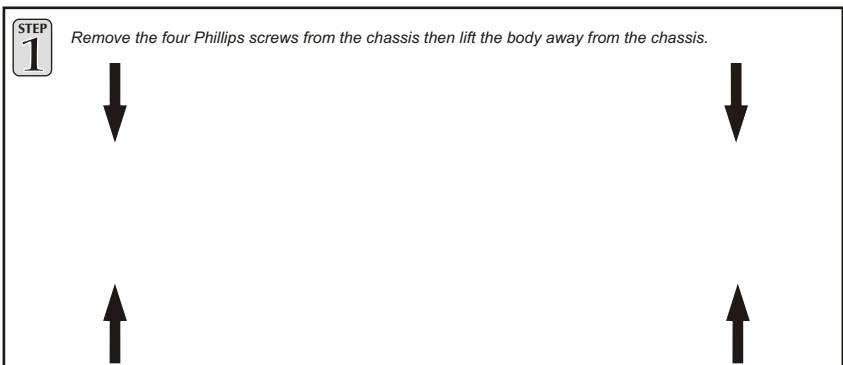 STEP
1
Remove the four Phillips screws from the chassis then lift the body away from the chassis.